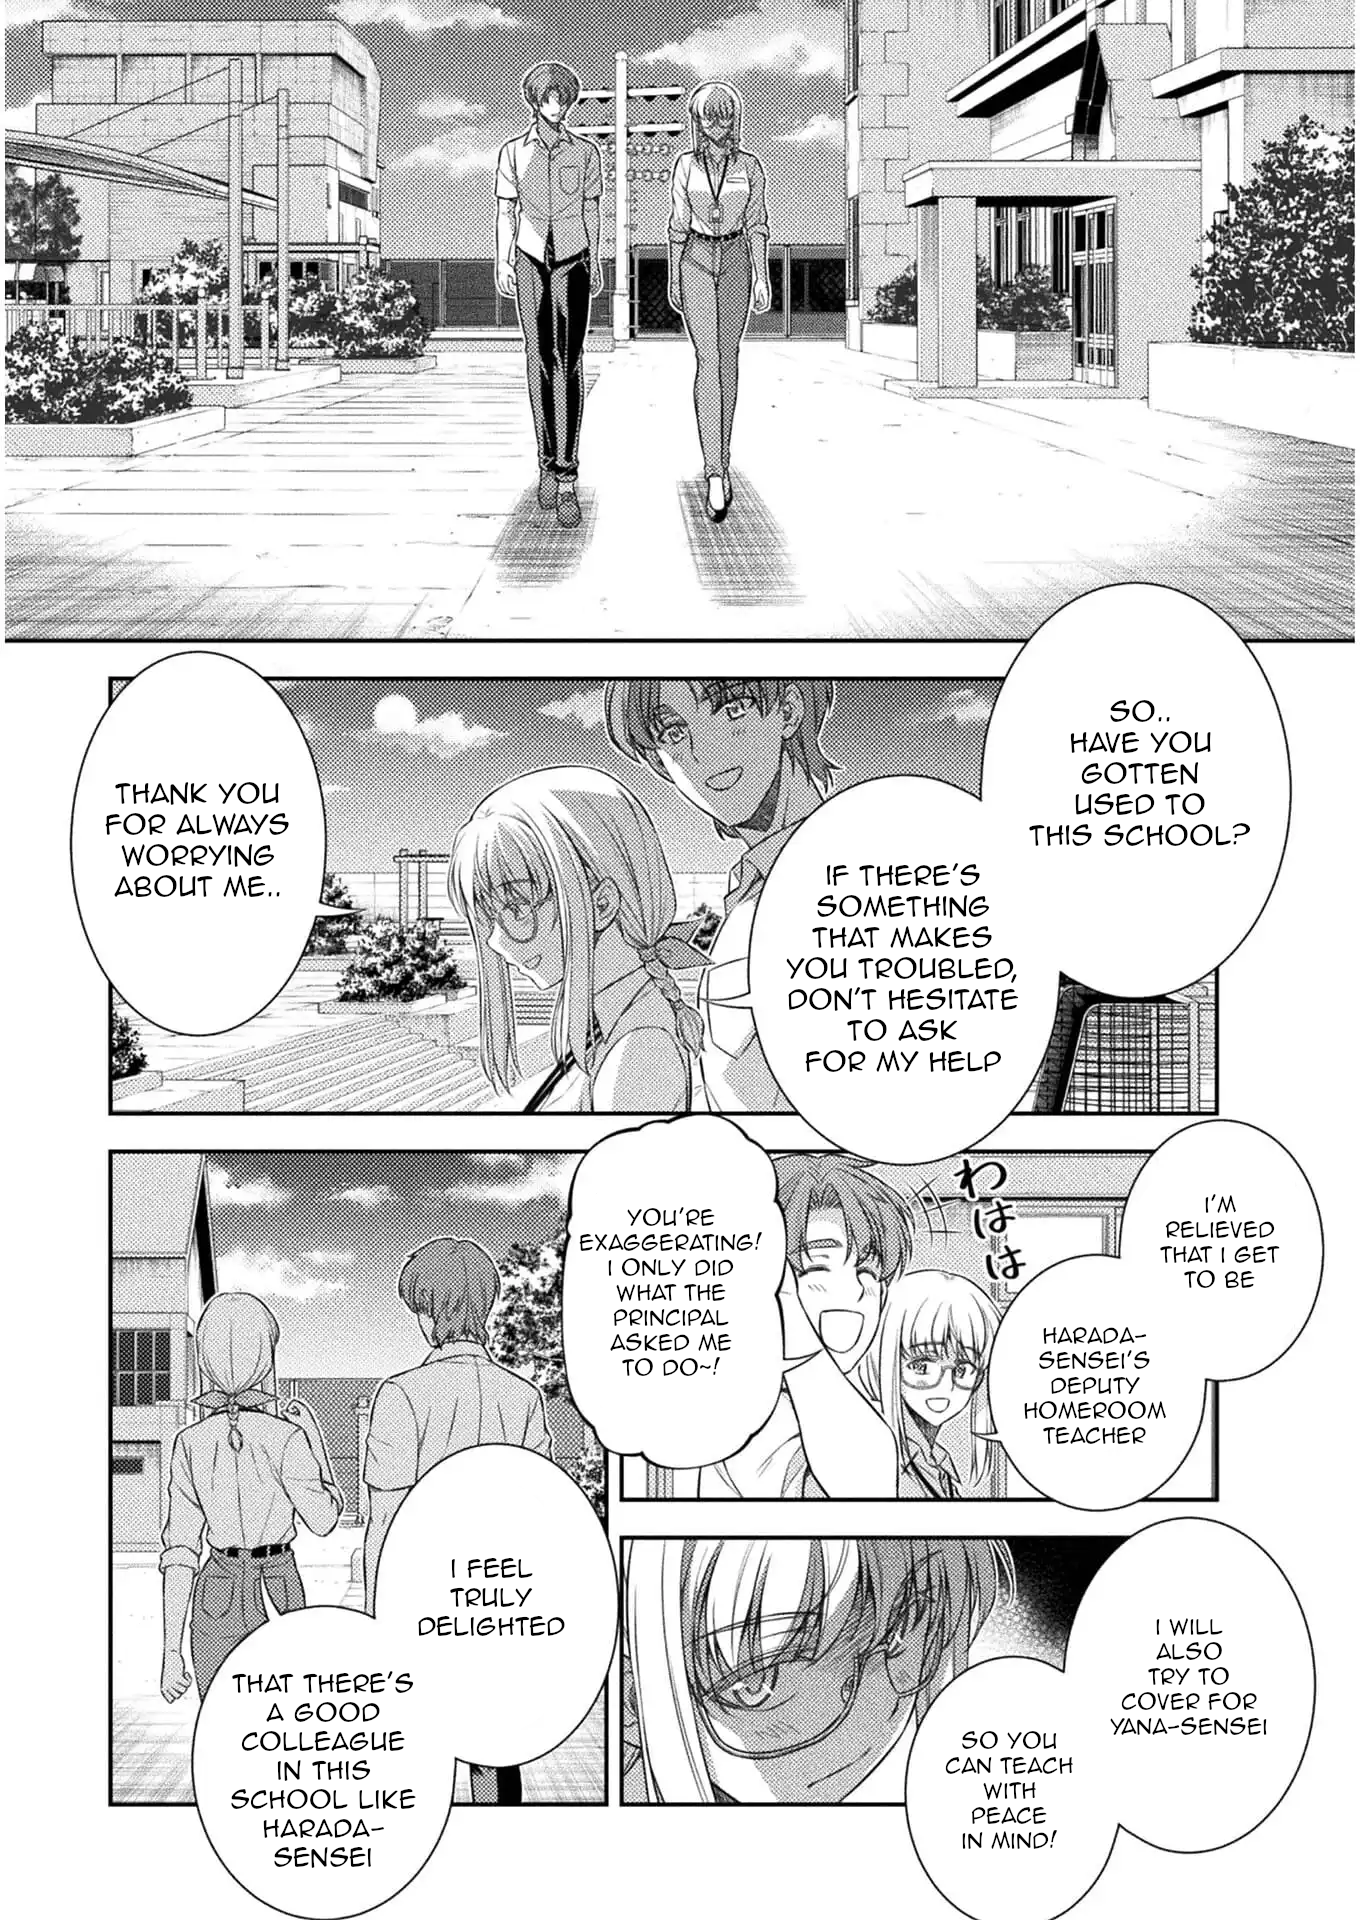 SO..
HAVE YOU
GOTTEN
USED TO
THIS SCHOOL?
IF THERE'S
SOMETHING
THAT MAKES
YOU TROUBLED,
DON'T HESITATE
TO ASK
FOR MY HELP
THANK YOU
FOR ALWAYS
WORRYING
ABOUT ME..
I'M
RELIEVED
THAT I GET
TO BE
HARADA-
SENSEI'S
DEPUTY
HOMEROOM
TEACHER
わはは
YOU'RE
EXAGGERATING!
I ONLY DID
WHAT THE
PRINCIPAL
ASKED ME
TO DO~!
I WILL
ALSO
TRY TO
COVER FOR
YANA-SENSEI
SO YOU
CAN TEACH
WITH
PEACE
IN MIND!
I FEEL
TRULY
DELIGHTED
THAT THERE'S
A GOOD
COLLEAGUE
IN THIS
SCHOOL LIKE
HARADA-
SENSEI